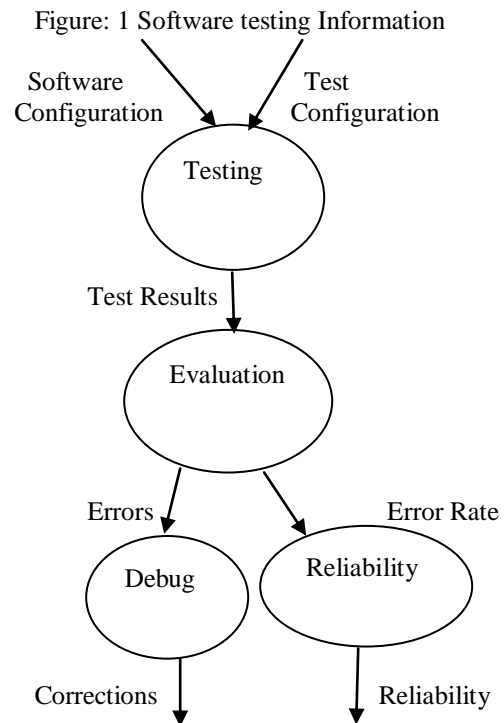 Figure: 1 Software testing Information
Software
Configuration
Test
Configuration
Testing
Test Results
Evaluation
Errors
Error Rate
Debug
Reliability
Corrections
Reliability